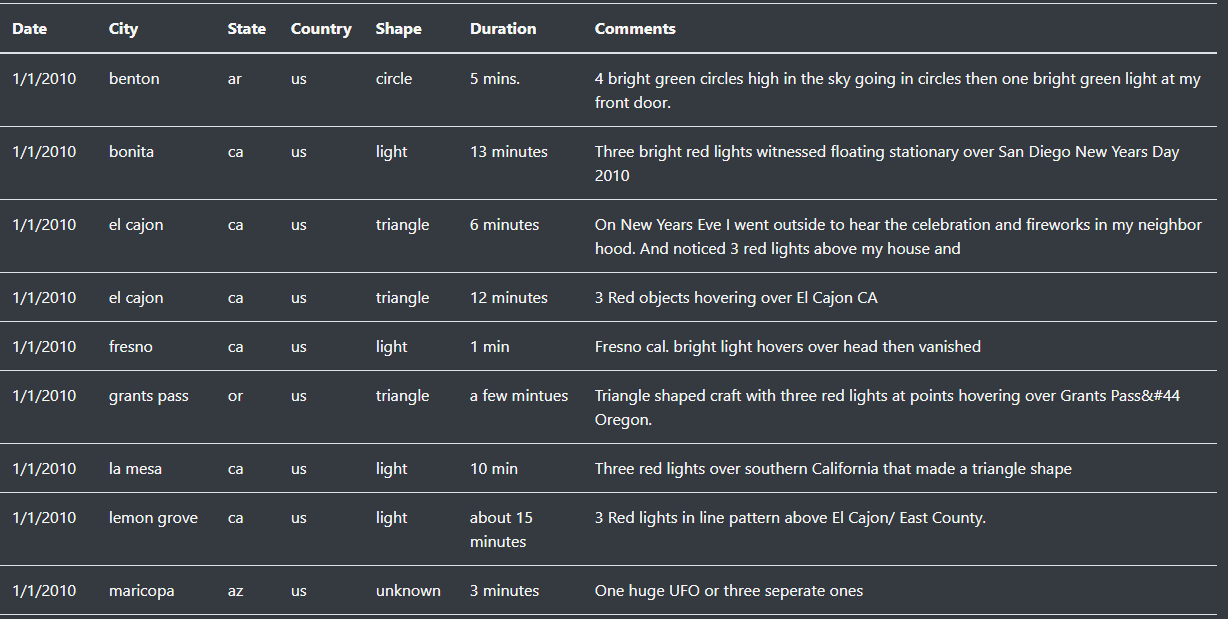 Date City State Country Shape Duration Comments
1/1/2010 benton ar us circle 5 mins. 4 bright green circles high in the sky going in circles then one bright green light at my
front door.
1/1/2010 bonita ca us light 13 minutes Three bright red lights witnessed floating stationary over San Diego New Years Day
2010
1/1/2010 el cajon ca us triangle 6 minutes On New Years Eve I went outside to hear the celebration and fireworks in my neighbor
hood. And noticed 3 red lights above my house and
1/1/2010 el cajon ca us triangle 12 minutes 3 Red objects hovering over El Cajon CA
1/1/2010 fresno ca us light 1 min Fresno cal. bright light hovers over head then vanished
1/1/2010 grants pass or us triangle a few mintues Triangle shaped craft with three red lights at points hovering over Grants Pass&#44
Oregon.
1/1/2010 la mesa ca us light 10 min Three red lights over southern California that made a triangle shape
1/1/2010 lemon grove ca us light about 15 3 Red lights in line pattern above El Cajon/ East County.
minutes
1/1/2010 maricopa az us unknown 3 minutes One huge UFO or three seperate ones